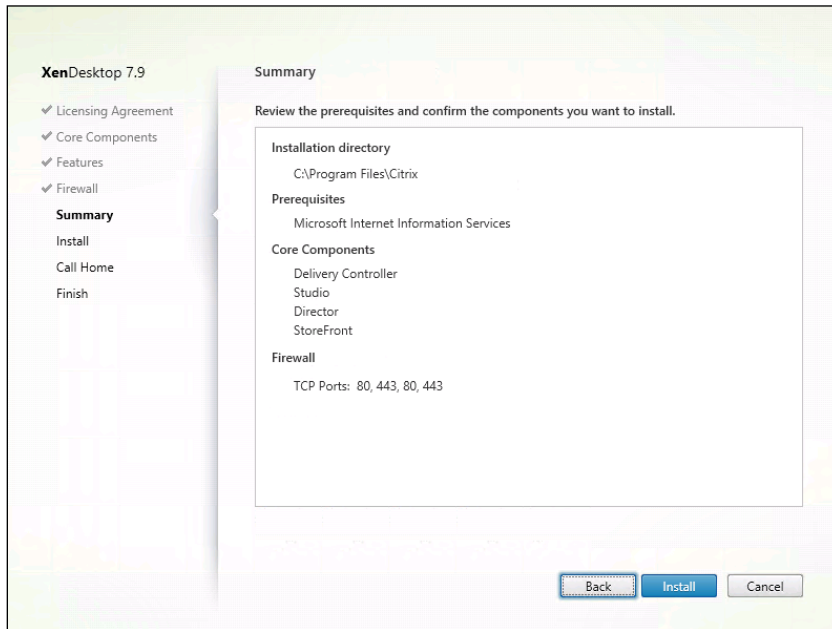 XenDesktop 7.9
Licensing Agreement
Core Components
Features
Firewall
Summary
Install
Call Home
Finish
Summary
Review the prerequisites and confirm the components you want to install.
Installation directory
C:\Program Files\Citrix
Prerequisites
Microsoft Internet Information Services
Core Components
Delivery Controller
Studio
Director
StoreFront
Firewall
TCP Ports: 80, 443, 80, 443
Back
Install
Cancel